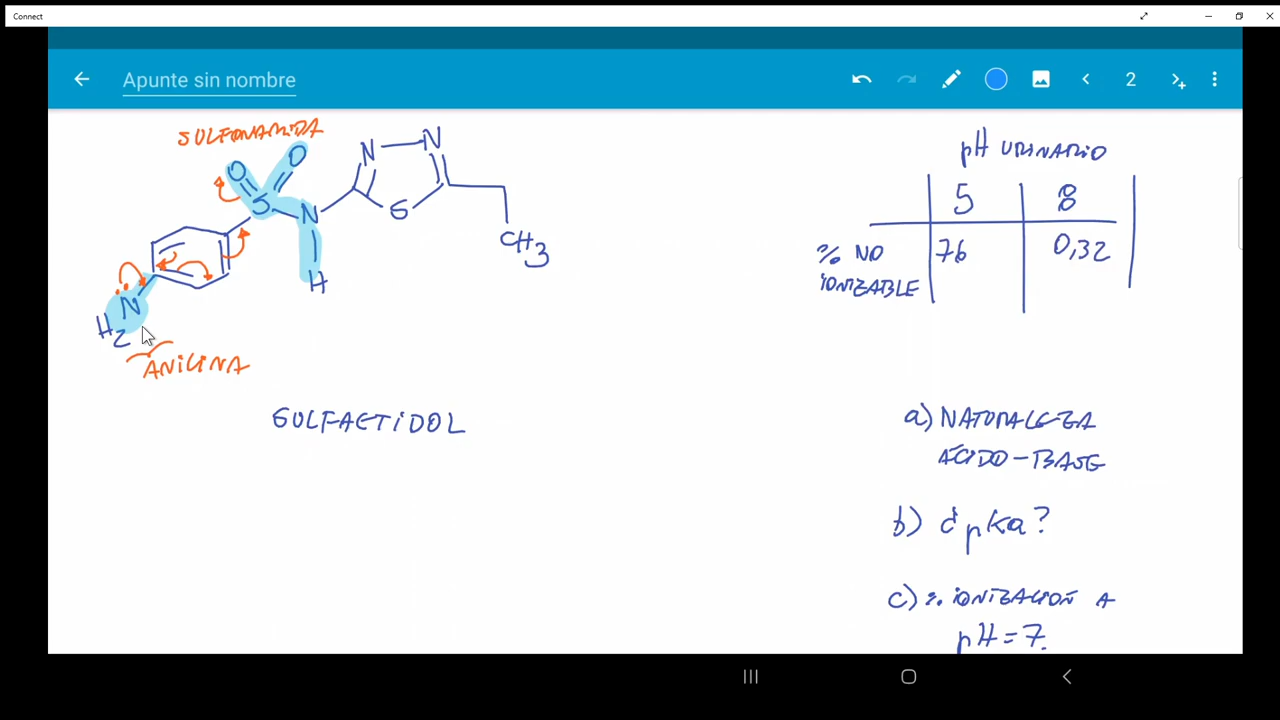 Connect
Apunte sin nombre
2
SULFONAMIDA
O O
S
N
H
N N
S
CH3
N
H2
ANILINA
SULFAETIDOL
pH URINARIO
5 8
% NO
IONIZABLE
76 0,32
a) NATURALEZA
ÁCIDO-BASE
b) ¿pKa?
c) % IONIZACIÓN A
pH = 7.